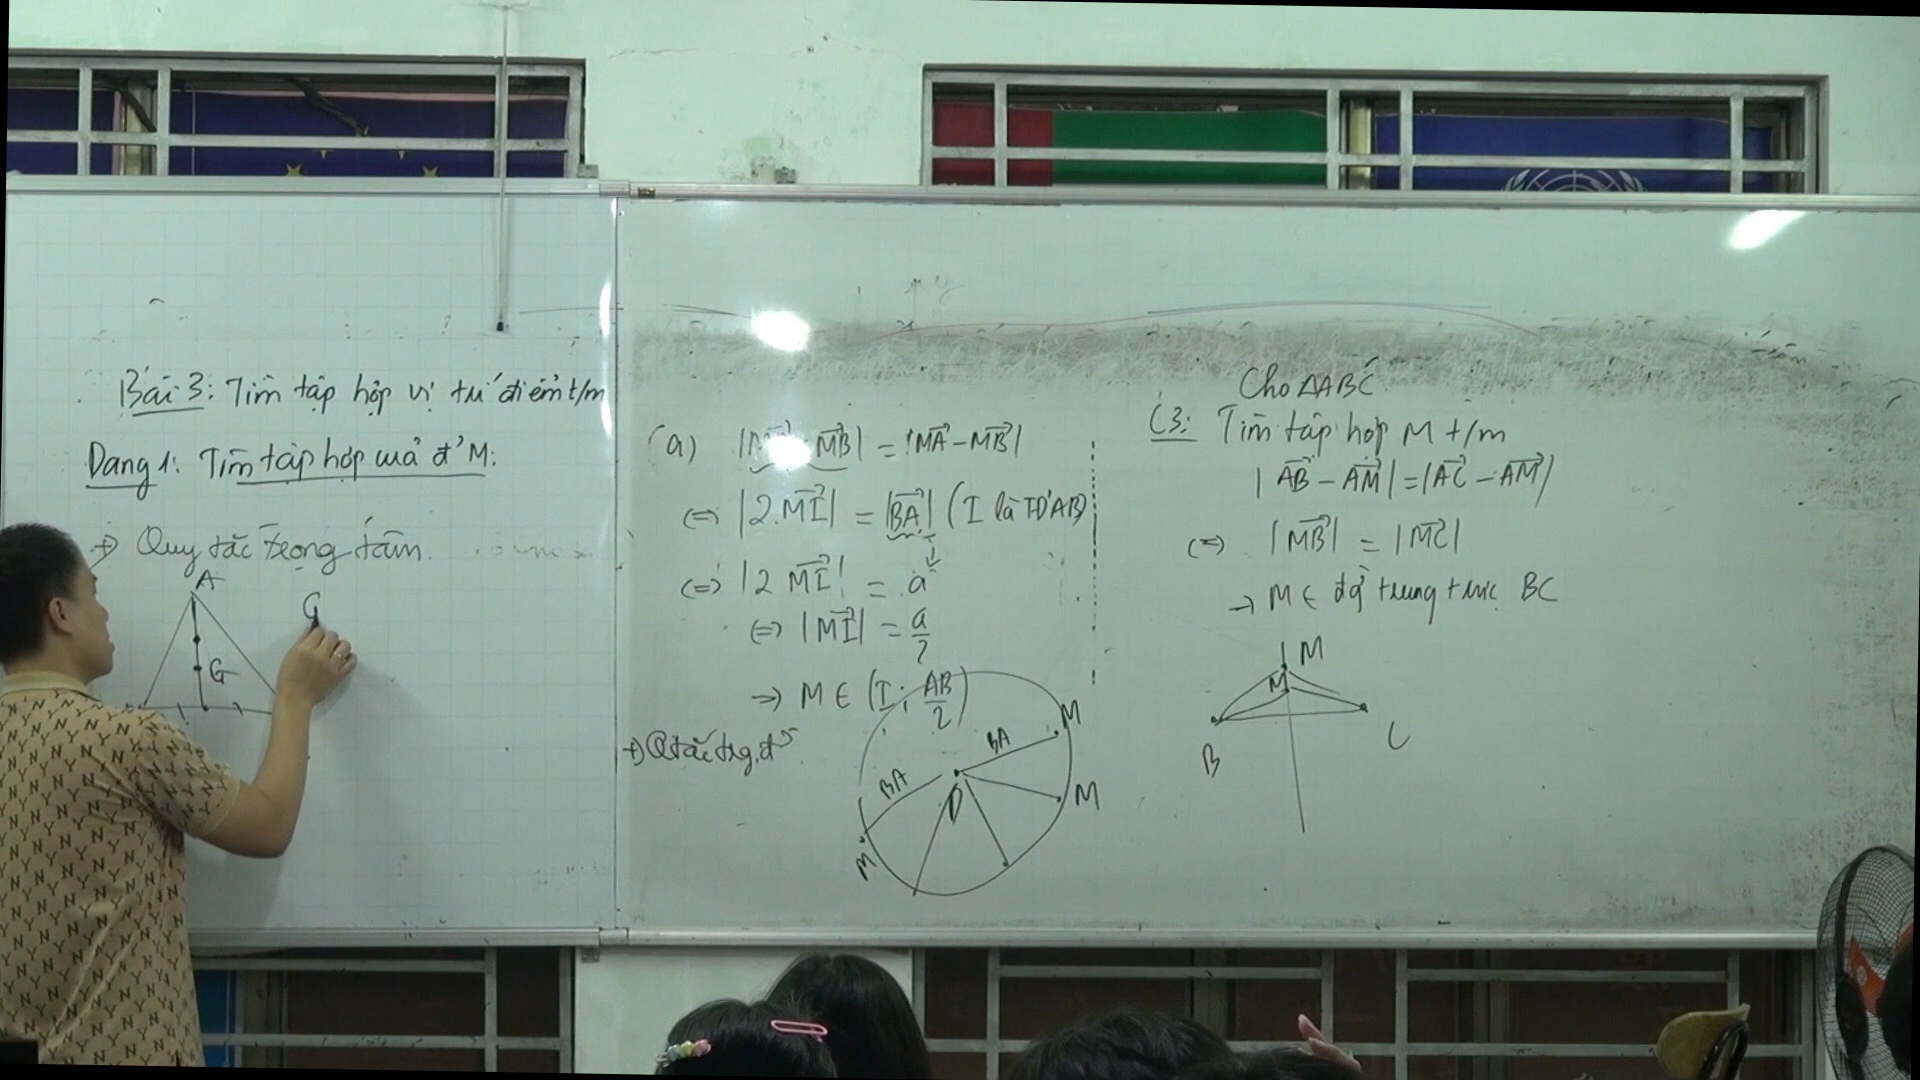 Bài 3: Tìm tập hợp vị trí điểm t/m
Dạng 1: Tìm tập hợp của đ' M:
+) Quy tắc trọng tâm.
A
G
G
a) |MA⃗ + MB⃗| = |MA⃗ - MB⃗|
<=> |2.MI⃗| = |BA⃗| (I là TĐ'AB)
<=> |2 MI⃗| = a
<=> |MI⃗| = a/2
-> M ∈ (I; AB/2)
+) Qtắc trg.đ'
BA
M
BA
D
M
M
Cho ΔABC
C3: Tìm tập hợp M t/m
|AB⃗ - AM⃗| = |AC⃗ - AM⃗|
<=> |MB⃗| = |MC⃗|
-> M ∈ đg trung trực BC
M
M
B
C